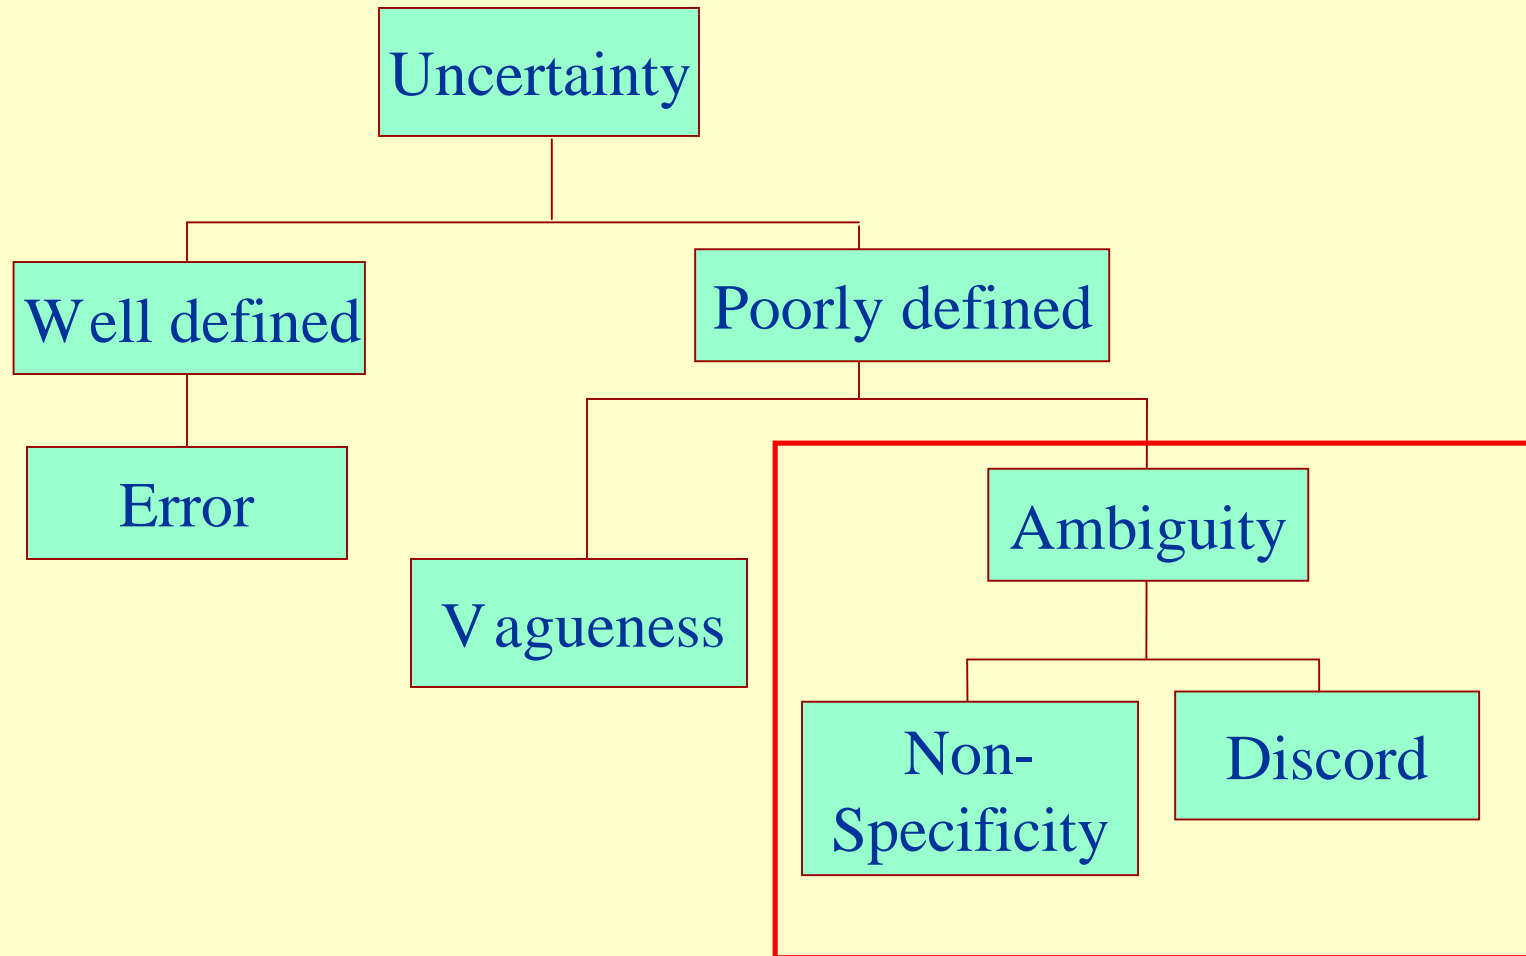 Uncertainty
Well defined
Poorly defined
Error
Ambiguity
Vagueness
Non-
Specificity
Discord